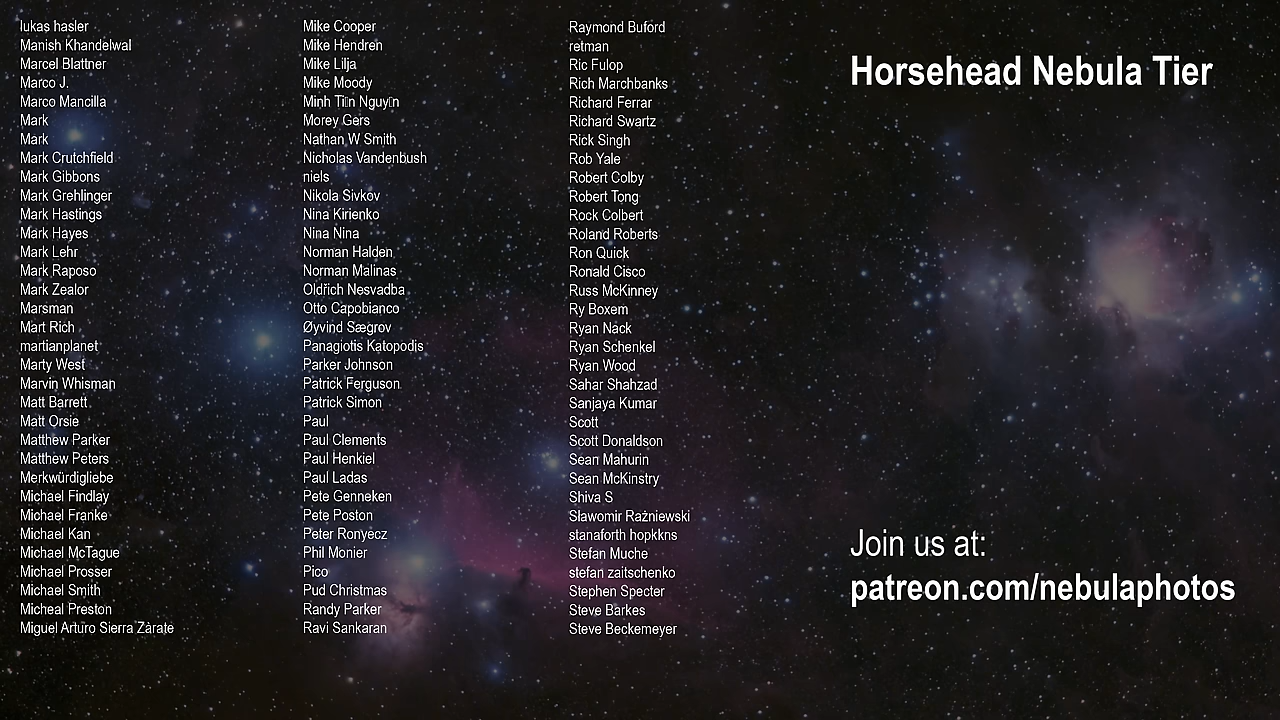 lukas hasler
Manish Khandelwal
Marcel Blattner
Marco J.
Marco Mancilla
Mark
Mark
Mark Crutchfield
Mark Gibbons
Mark Grehlinger
Mark Hastings
Mark Hayes
Mark Lehr
Mark Raposo
Mark Zealor
Marsman
Mart Rich
martianplanet
Marty West
Marvin Whisman
Matt Barrett
Matt Orsie
Matthew Parker
Matthew Peters
Merkwürdigliebe
Michael Findlay
Michael Franke
Michael Kan
Michael McTague
Michael Prosser
Michael Smith
Micheal Preston
Miguel Arturo Sierra Zárate
Mike Cooper
Mike Hendren
Mike Lilja
Mike Moody
Minh
Morey Gers
Nathan W Smith
Nicholas Vandenbush
niels
Nikola Sivkov
Nina Kirienko
Nina Nina
Norman Halden
Norman Malinas
Oldřich Nesvadba
Otto Capobianco
Øyvind Sægrov
Panagiotis Katopodis
Parker Johnson
Patrick Ferguson
Patrick Simon
Paul
Paul Clements
Paul Henkiel
Paul Ladas
Pete Genneken
Pete Poston
Peter Ronyecz
Phil Monier
Pico
Pud Christmas
Randy Parker
Ravi Sankaran
Raymond Buford
retman
Ric Fulop
Rich Marchbanks
Richard Ferrar
Richard Swartz
Rick Singh
Rob Yale
Robert Colby
Robert Tong
Rock Colbert
Roland Roberts
Ron Quick
Ronald Cisco
Russ McKinney
Ry Boxem
Ryan Nack
Ryan Schenkel
Ryan Wood
Sahar Shahzad
Sanjaya Kumar
Scott
Scott Donaldson
Sean Mahurin
Sean McKinstry
Shiva S
Sławomir Raźniewski
stanaforth hopkkns
Stefan Muche
stefan zaitschenko
Stephen Specter
Steve Barkes
Steve Beckemeyer
Horsehead Nebula Tier
Join us at:
patreon.com/nebulaphotos